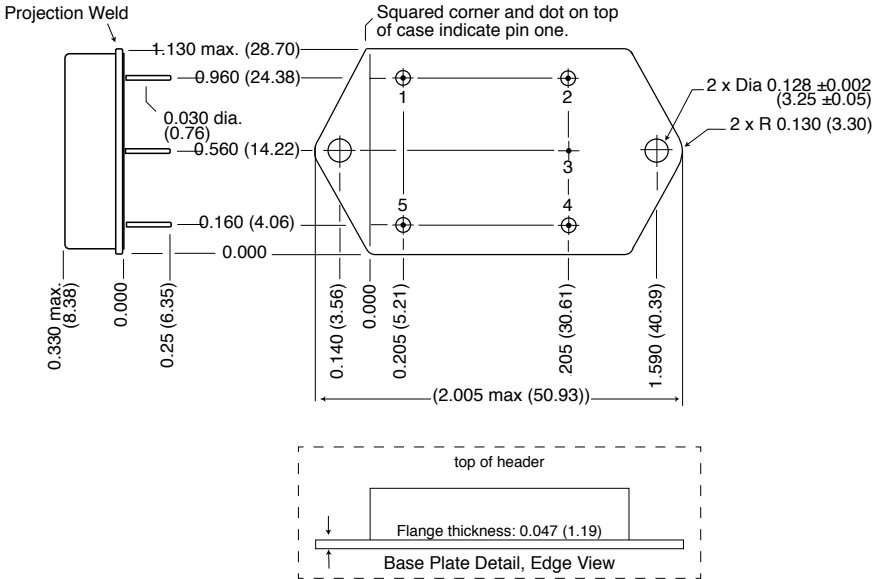 Projection Weld
Squared corner and dot on top
of case indicate pin one.
1.130 max. (28.70)
0.960 (24.38)
0.030 dia.
(0.76)
0.560 (14.22)
0.160 (4.06)
0.000
1
2
3
5
4
2 x Dia 0.128 ±0.002
(3.25 ±0.05)
2 x R 0.130 (3.30)
0.330 max.
(8.38)
0.000
0.25 (6.35)
0.140 (3.56)
0.000
0.205 (5.21)
205 (30.61)
1.590 (40.39)
(2.005 max (50.93))
top of header
Flange thickness: 0.047 (1.19)
Base Plate Detail, Edge View